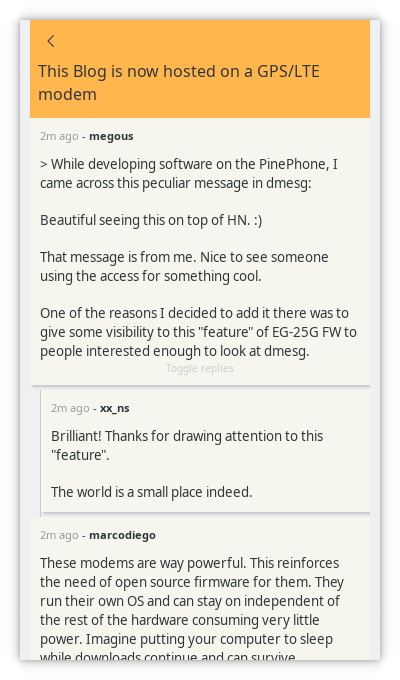 This Blog is now hosted on a GPS/LTE
modem
2m ago - megous
> While developing software on the PinePhone, I
came across this peculiar message in dmesg:
Beautiful seeing this on top of HN. :)
That message is from me. Nice to see someone
using the access for something cool.
One of the reasons I decided to add it there was to
give some visibility to this "feature" of EG-25G FW to
people interested enough to look at dmesg.
Toggle replies
2m ago - xx_ns
Brilliant! Thanks for drawing attention to this
"feature".
The world is a small place indeed.
2m ago - marcodiego
These modems are way powerful. This reinforces
the need of open source firmware for them. They
run their own OS and can stay on independent of
the rest of the hardware consuming very little
power. Imagine putting your computer to sleep
while downloads continue and can survive